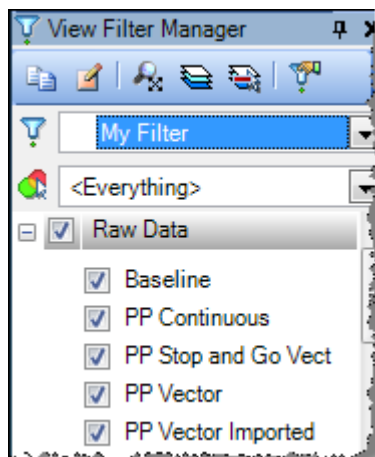 View Filter Manager
My Filter
<Everything>
Raw Data
Baseline
PP Continuous
PP Stop and Go Vect
PP Vector
PP Vector Imported